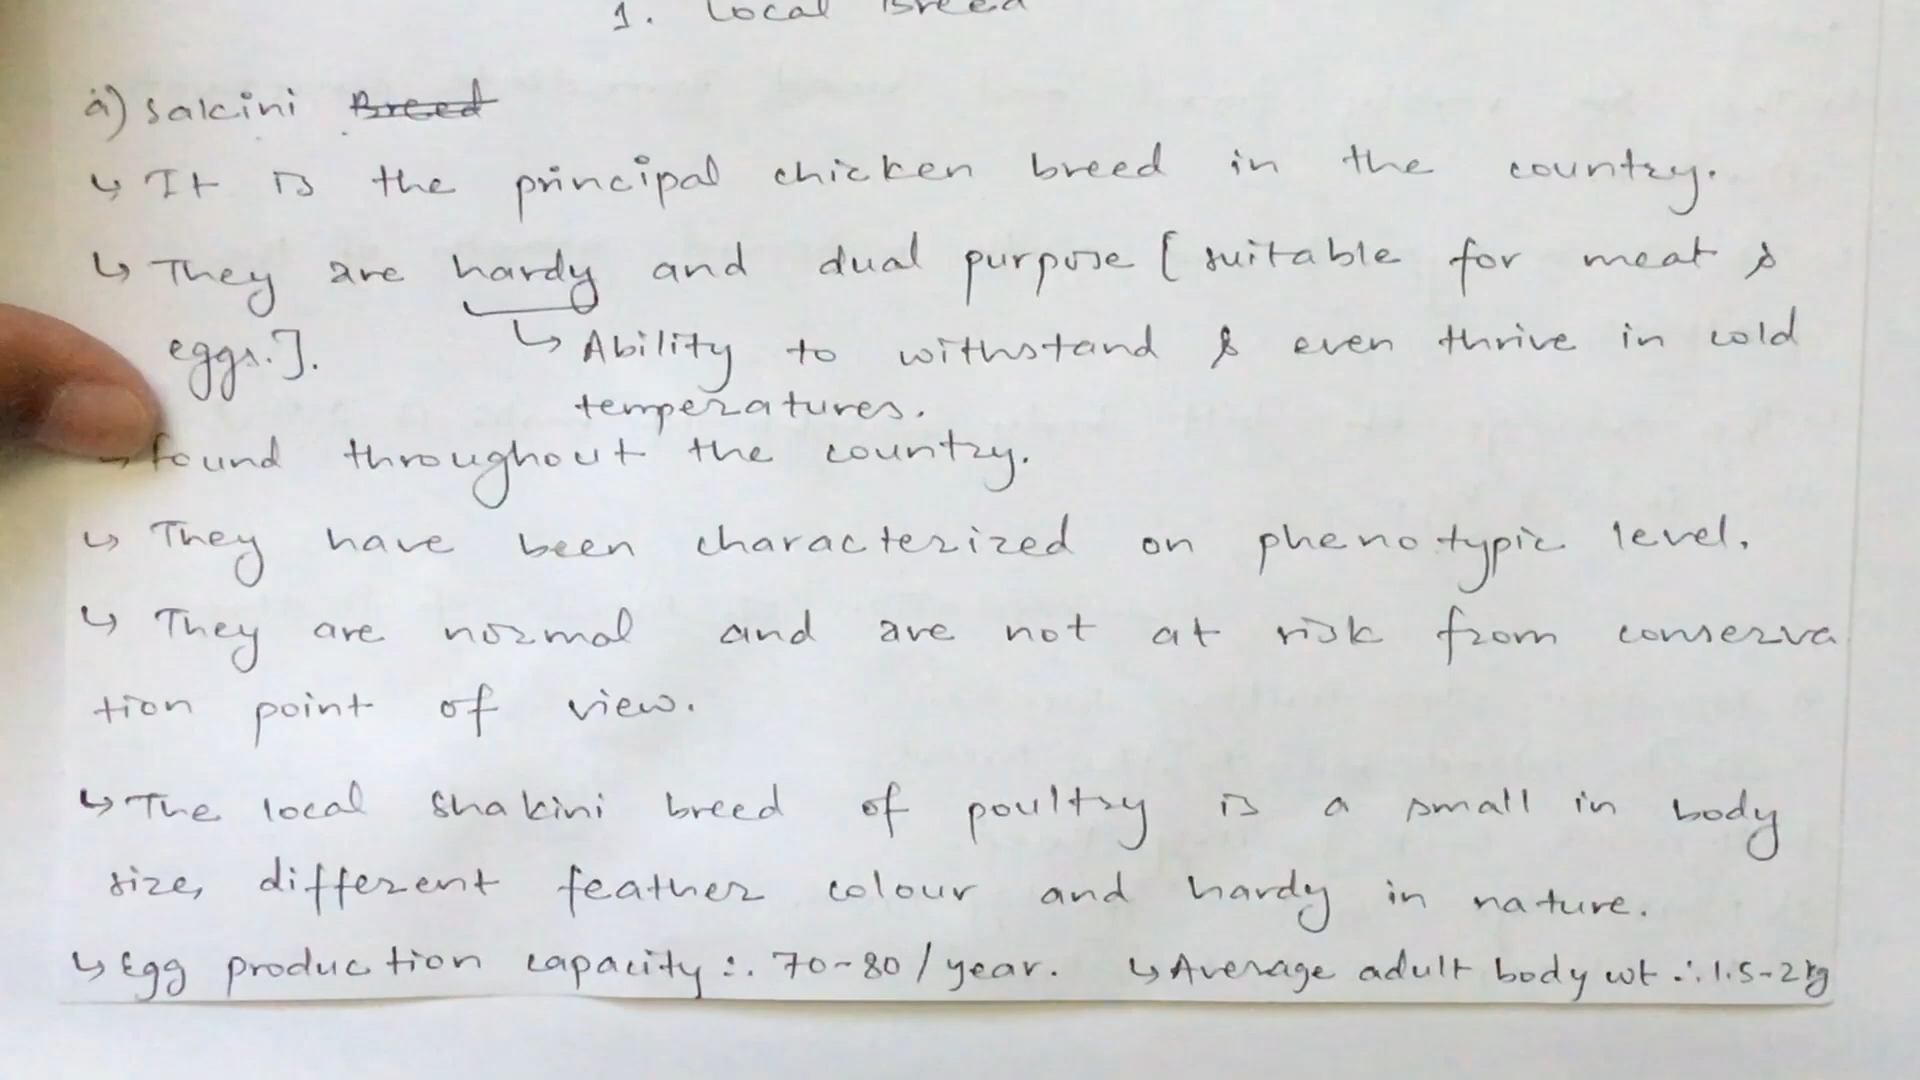 1. Local Breed
a) Sakini Breed
↳ It is the principal chicken breed in the country.
↳ They are hardy and dual purpose [suitable for meat &
eggs.].
↳ Ability to withstand & even thrive in cold
temperatures.
→ found throughout the country.
↳ They have been characterized on phenotypic level.
↳ They are normal and are not at risk from conserva
tion point of view.
↳ The local Shakini breed of poultry is a small in body
size, different feather colour and hardy in nature.
↳ Egg production capacity :. 70-80/year. ↳ Average adult body wt ∴ 1.5-2kg